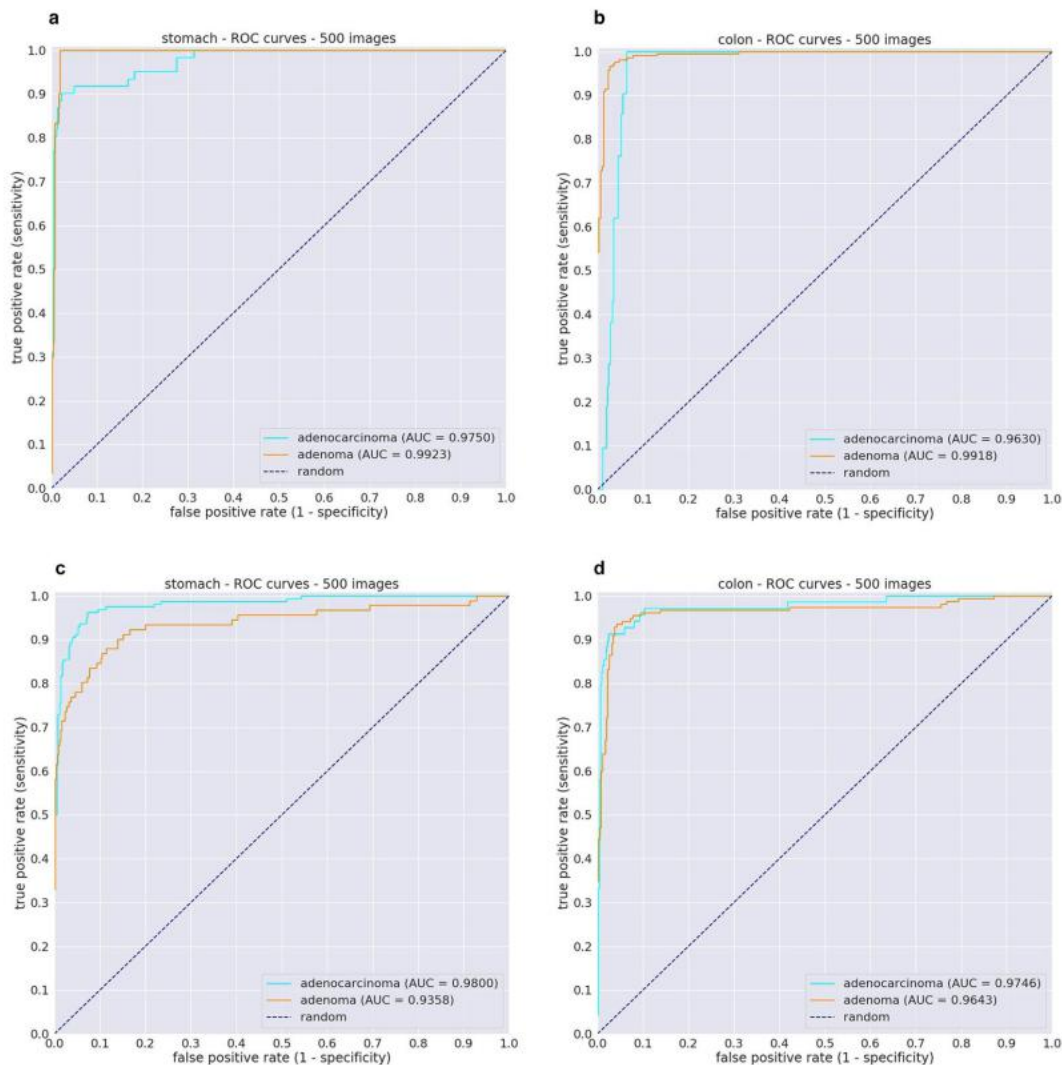 a
stomach - ROC curves - 500 images
1.0
0.9
0.8
0.7
0.6
0.5
0.4
0.3
0.2
0.1
0.0
true positive rate (sensitivity)
adenocarcinoma (AUC = 0.9750)
adenoma (AUC = 0.9923)
random
0.0 0.1 0.2 0.3 0.4 0.5 0.6 0.7 0.8 0.9 1.0
false positive rate (1 - specificity)
b
colon - ROC curves - 500 images
1.0
0.9
0.8
0.7
0.6
0.5
0.4
0.3
0.2
0.1
0.0
true positive rate (sensitivity)
adenocarcinoma (AUC = 0.9630)
adenoma (AUC = 0.9918)
random
0.0 0.1 0.2 0.3 0.4 0.5 0.6 0.7 0.8 0.9 1.0
false positive rate (1 - specificity)
c
stomach - ROC curves - 500 images
1.0
0.9
0.8
0.7
0.6
0.5
0.4
0.3
0.2
0.1
0.0
true positive rate (sensitivity)
adenocarcinoma (AUC = 0.9800)
adenoma (AUC = 0.9358)
random
0.0 0.1 0.2 0.3 0.4 0.5 0.6 0.7 0.8 0.9 1.0
false positive rate (1 - specificity)
d
colon - ROC curves - 500 images
1.0
0.9
0.8
0.7
0.6
0.5
0.4
0.3
0.2
0.1
0.0
true positive rate (sensitivity)
adenocarcinoma (AUC = 0.9746)
adenoma (AUC = 0.9643)
random
0.0 0.1 0.2 0.3 0.4 0.5 0.6 0.7 0.8 0.9 1.0
false positive rate (1 - specificity)